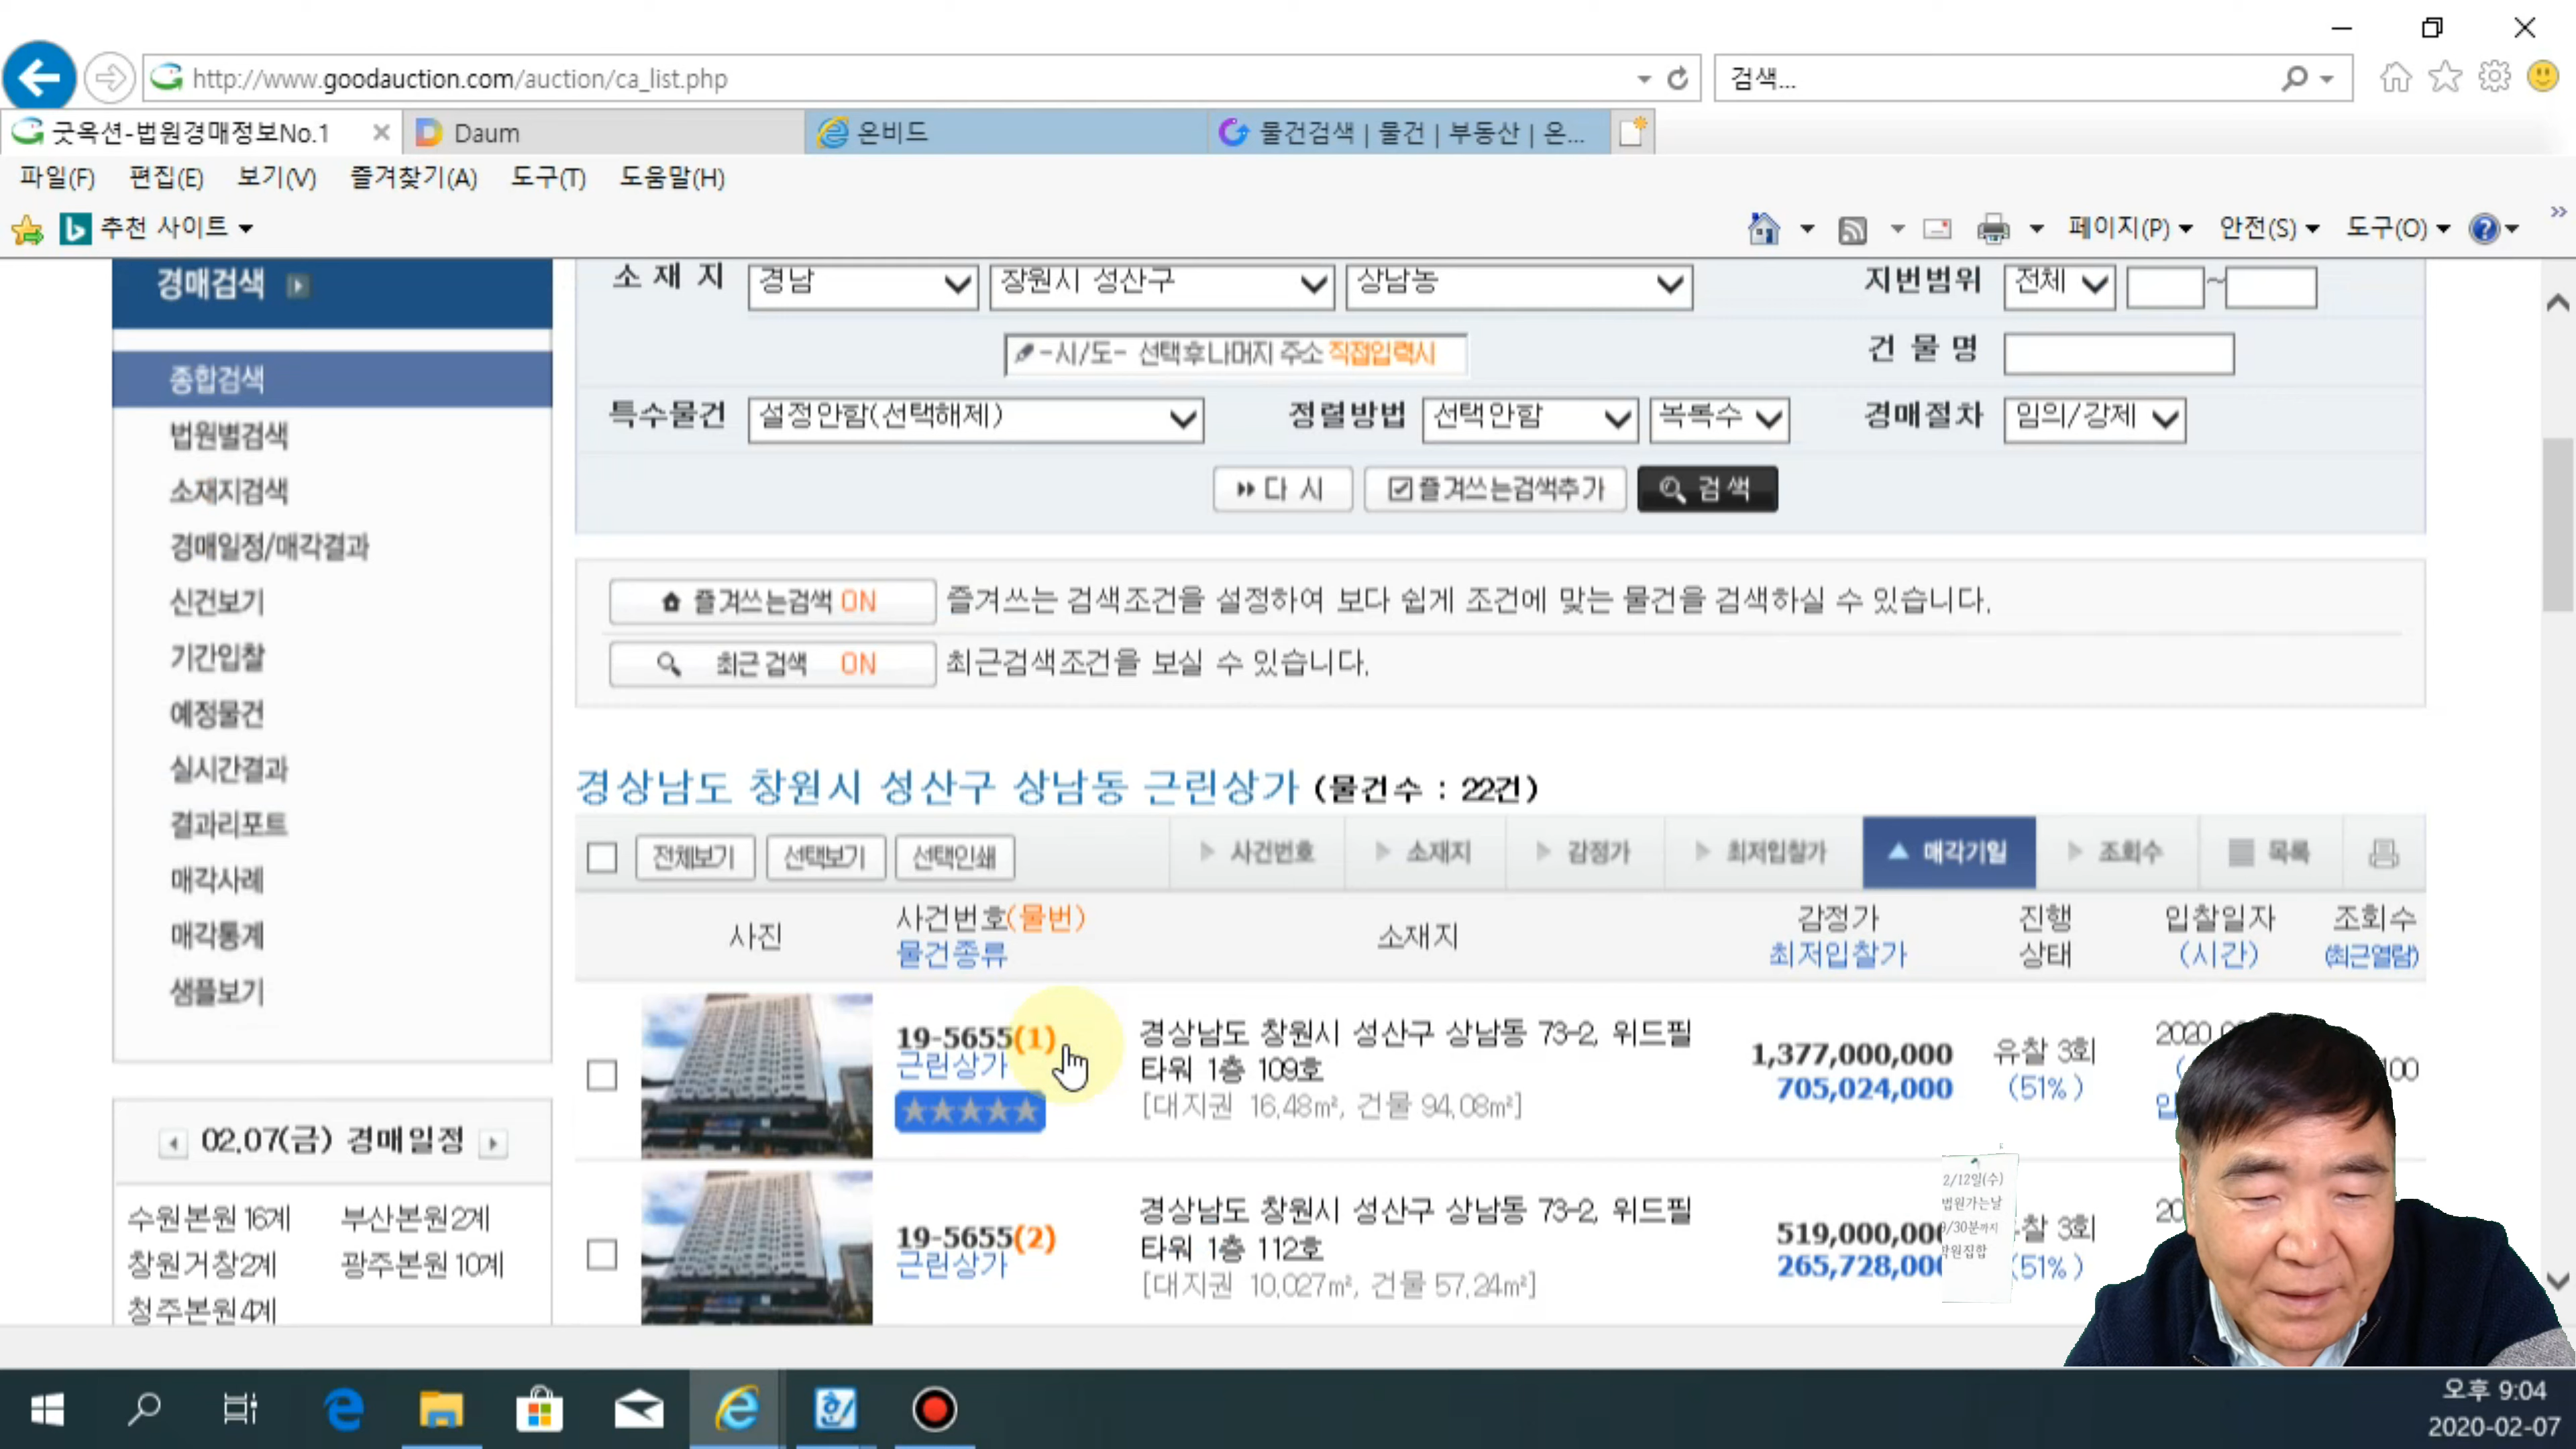 http://www.goodauction.com/auction/ca_list.php
검색...
굿옥션-법원경매정보No.1
Daum
온비드
물건검색 | 물건 | 부동산 | 온...
파일(F) 편집(E) 보기(V) 즐겨찾기(A) 도구(T) 도움말(H)
추천 사이트
페이지(P) 안전(S) 도구(O)
경매검색
종합검색
법원별검색
소재지검색
경매일정/매각결과
신건보기
기간입찰
예정물건
실시간결과
결과리포트
매각사례
매각통계
샘플보기
02.07(금) 경매일정
수원본원 16계 부산본원 2계
창원거창2계 광주본원 10계
청주본원 4계
소 재 지 경남 창원시 성산구 상남동 지번범위 전체 ~
-시/도- 선택후 나머지 주소 직접입력시 건 물 명
특수물건 설정안함(선택해제) 정렬방법 선택안함 목록수 경매절차 임의/강제
다 시 즐겨쓰는검색추가 검 색
즐겨쓰는검색 ON 즐겨쓰는 검색조건을 설정하여 보다 쉽게 조건에 맞는 물건을 검색하실 수 있습니다.
최근 검색 ON 최근검색조건을 보실 수 있습니다.
경상남도 창원시 성산구 상남동 근린상가 (물건수 : 22건)
전체보기 선택보기 선택인쇄 사건번호 소재지 감정가 최저입찰가 매각기일 조회수 목록
사진 사건번호(물번) 소재지 감정가 진행 입찰일자 조회수
물건종류 최저입찰가 상태 (시간) (최근열람)
19-5655(1) 경상남도 창원시 성산구 상남동 73-2, 위드필
근린상가 타워 1층 109호
[대지권 16.48㎡, 건물 94.08㎡]
1,377,000,000 유찰 3회
705,024,000 (51%)
19-5655(2) 경상남도 창원시 성산구 상남동 73-2, 위드필
근린상가 타워 1층 112호
[대지권 10.027㎡, 건물 57.24㎡]
3회
(51%)
2/12일(수)
법원가는날
오후 9:04
2020-02-07